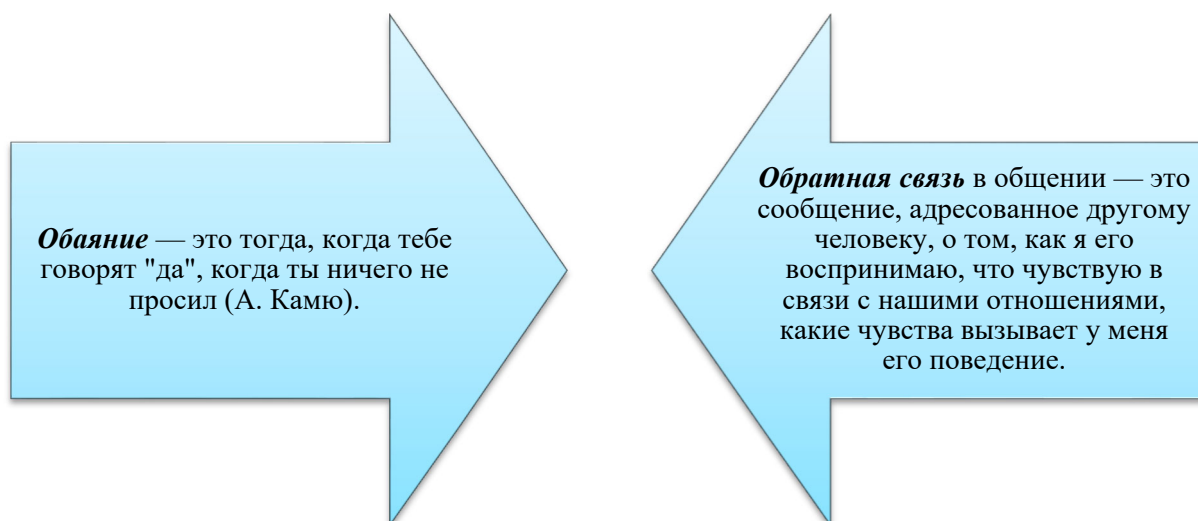 Обаяние — это тогда, когда тебе
говорят "да", когда ты ничего не
просил (А. Камю).
Обратная связь в общении — это
сообщение, адресованное другому
человеку, о том, как я его
воспринимаю, что чувствую в
связи с нашими отношениями,
какие чувства вызывает у меня
его поведение.